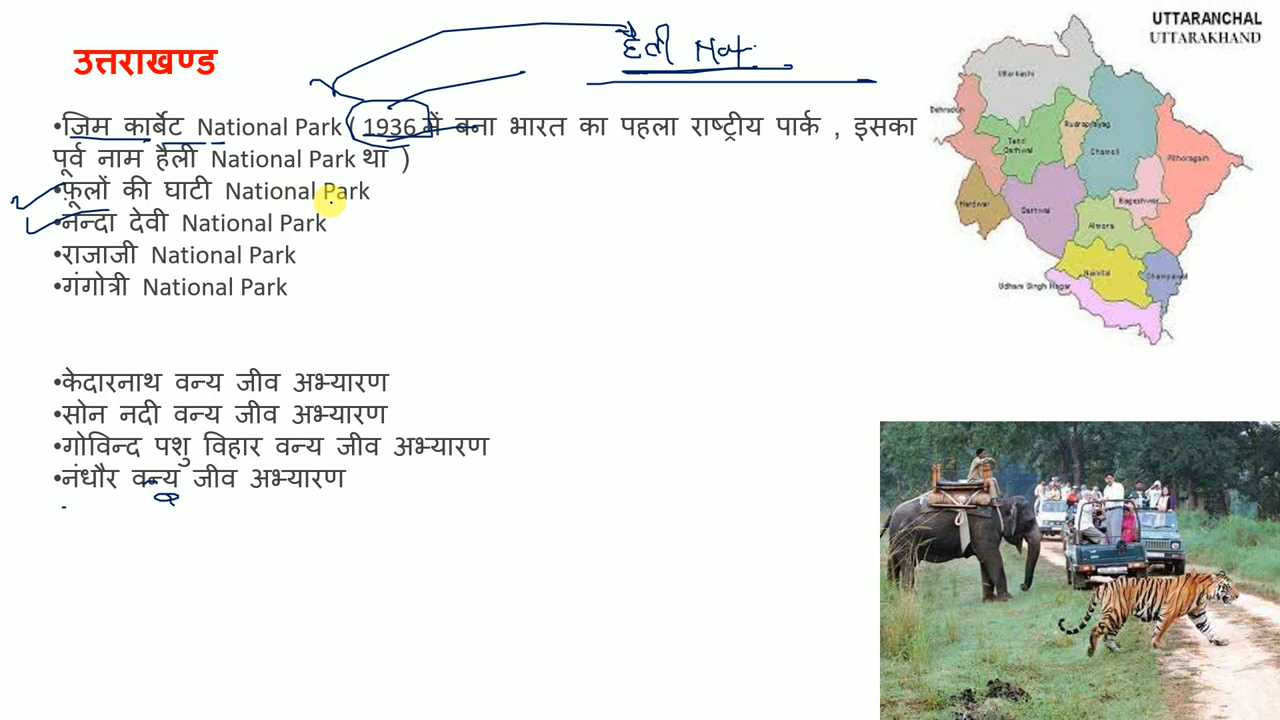 उत्तराखण्ड
हैली Nat.
•जिम कार्बेट National Park ( 1936 में बना भारत का पहला राष्ट्रीय पार्क , इसका
पूर्व नाम हैली National Park था )
•फ़ूलों की घाटी National Park
•नन्दा देवी National Park
•राजाजी National Park
•गंगोत्री National Park
•केदारनाथ वन्य जीव अभ्यारण
•सोन नदी वन्य जीव अभ्यारण
•गोविन्द पशु विहार वन्य जीव अभ्यारण
•नंधौर वन्य जीव अभ्यारण
UTTARANCHAL
UTTARAKHAND
Uttarkashi
Dehradun
Rudraprayag
Tehri
Garhwal
Chamoli
Pithoragarh
Hardwar
Garhwal
Bageshwar
Almora
Nainital
Champawat
Udham Singh Nagar